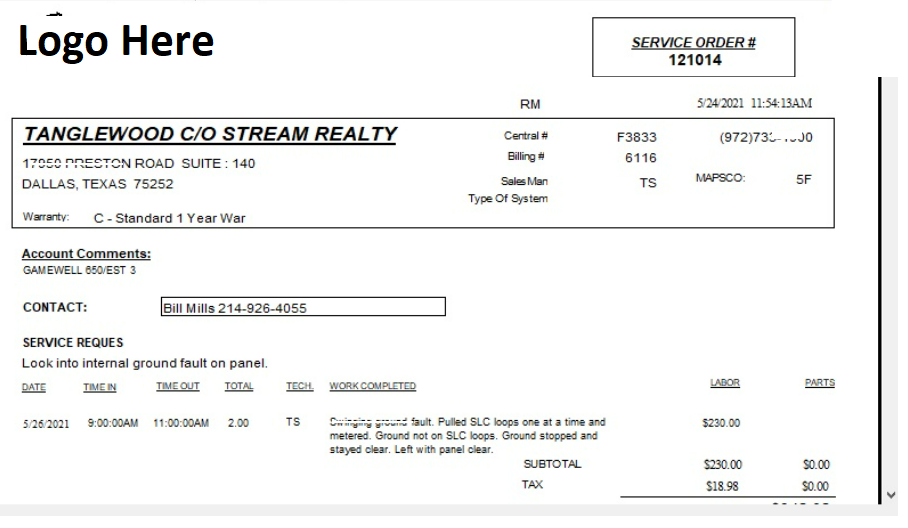 Logo Here
SERVICE ORDER #
121014
RM 5/24/2021 11:54:13AM
TANGLEWOOD C/O STREAM REALTY
Central # F3833
PRESTON ROAD SUITE : 140
Billing # 6116
DALLAS, TEXAS 75252
Sales Man TS MAPSCO: 5F
Type Of System
Warranty: C - Standard 1 Year War
Account Comments:
GAMEWELL 650/EST 3
CONTACT: Bill Mills 214-926-4055
SERVICE REQUES
Look into internal ground fault on panel.
DATE TIME IN TIME OUT TOTAL TECH. WORK COMPLETED LABOR PARTS
5/26/2021 9:00:00AM 11:00:00AM 2.00 TS Swinging ground fault. Pulled SLC loops one at a time and $230.00
metered. Ground not on SLC loops. Ground stopped and
stayed clear. Left with panel clear.
SUBTOTAL $230.00 $0.00
TAX $18.98 $0.00